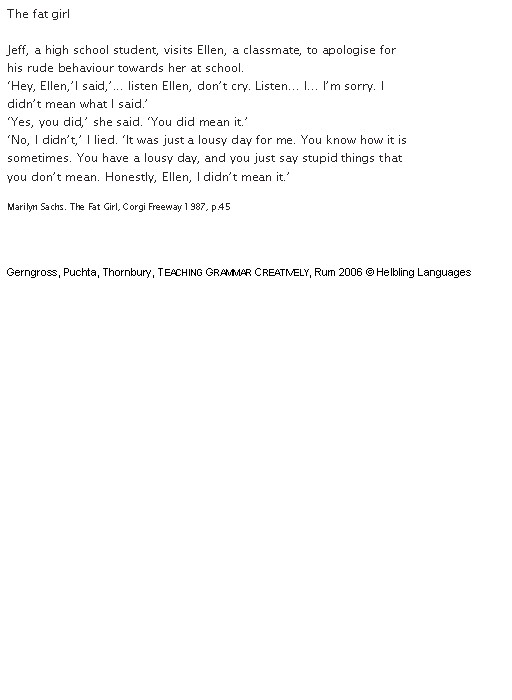 The fat girl
Jeff, a high school student, visits Ellen, a classmate, to apologise for
his rude behaviour towards her at school.
‘Hey, Ellen,’I said,’... listen Ellen, don’t cry. Listen... I... I’m sorry. I
didn’t mean what I said.’
‘Yes, you did,’ she said. ‘You did mean it.’
‘No, I didn’t,’ I lied. ‘It was just a lousy day for me. You know how it is
sometimes. You have a lousy day, and you just say stupid things that
you don’t mean. Honestly, Ellen, I didn’t mean it.’
Marilyn Sachs. The Fat Girl, Corgi Freeway 1987, p.45
Gerngross, Puchta, Thornbury, TEACHING GRAMMAR CREATIVELY, Rum 2006 © Helbling Languages